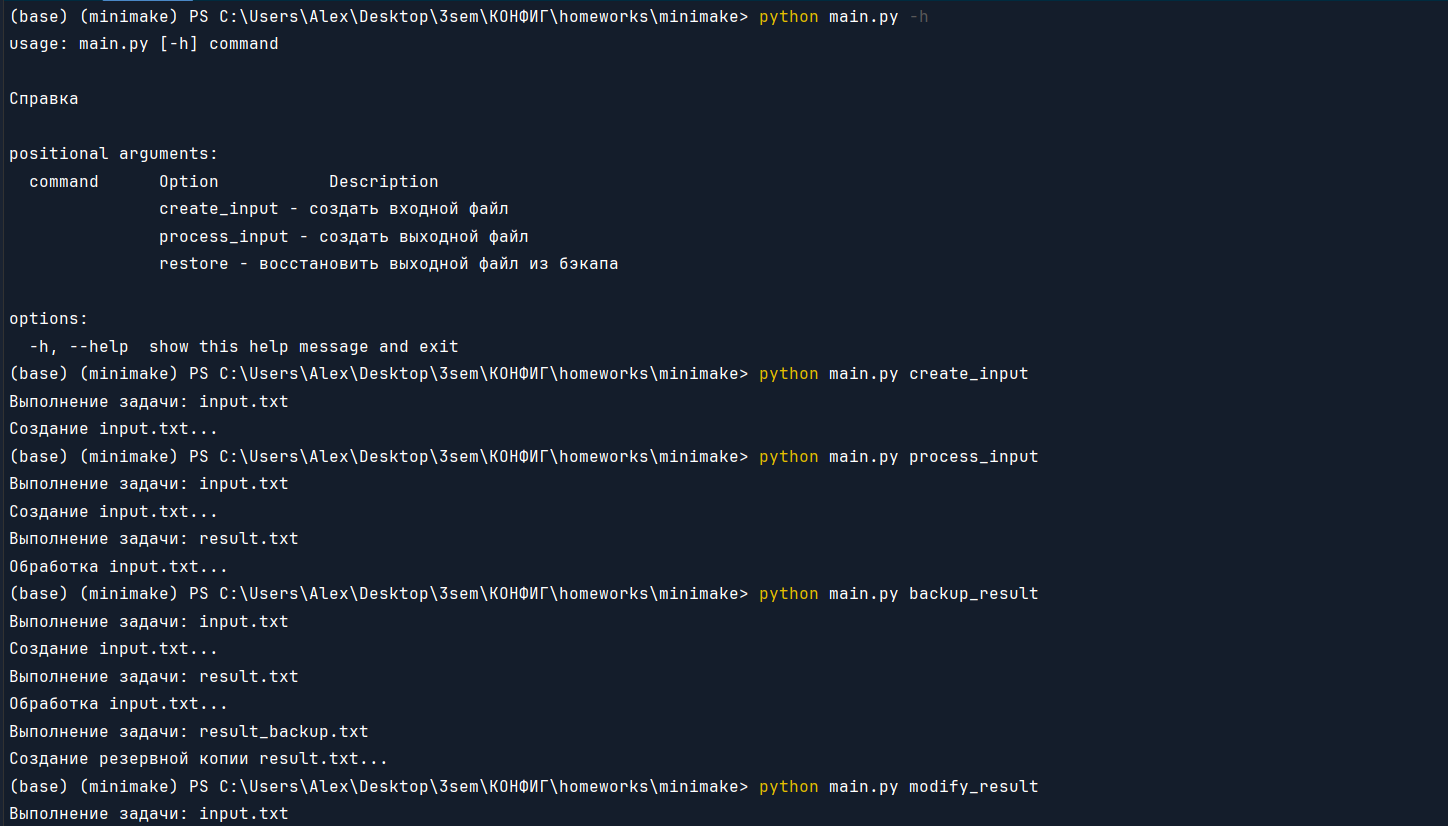 (base) (minimake) PS C:\Users\Alex\Desktop\3sem\КОНФИГ\homeworks\minimake> python main.py -h
usage: main.py [-h] command
Справка
positional arguments:
  command      Option           Description
               create_input - создать входной файл
               process_input - создать выходной файл
               restore - восстановить выходной файл из бэкапа
options:
  -h, --help  show this help message and exit
(base) (minimake) PS C:\Users\Alex\Desktop\3sem\КОНФИГ\homeworks\minimake> python main.py create_input
Выполнение задачи: input.txt
Создание input.txt...
(base) (minimake) PS C:\Users\Alex\Desktop\3sem\КОНФИГ\homeworks\minimake> python main.py process_input
Выполнение задачи: input.txt
Создание input.txt...
Выполнение задачи: result.txt
Обработка input.txt...
(base) (minimake) PS C:\Users\Alex\Desktop\3sem\КОНФИГ\homeworks\minimake> python main.py backup_result
Выполнение задачи: input.txt
Создание input.txt...
Выполнение задачи: result.txt
Обработка input.txt...
Выполнение задачи: result_backup.txt
Создание резервной копии result.txt...
(base) (minimake) PS C:\Users\Alex\Desktop\3sem\КОНФИГ\homeworks\minimake> python main.py modify_result
Выполнение задачи: input.txt